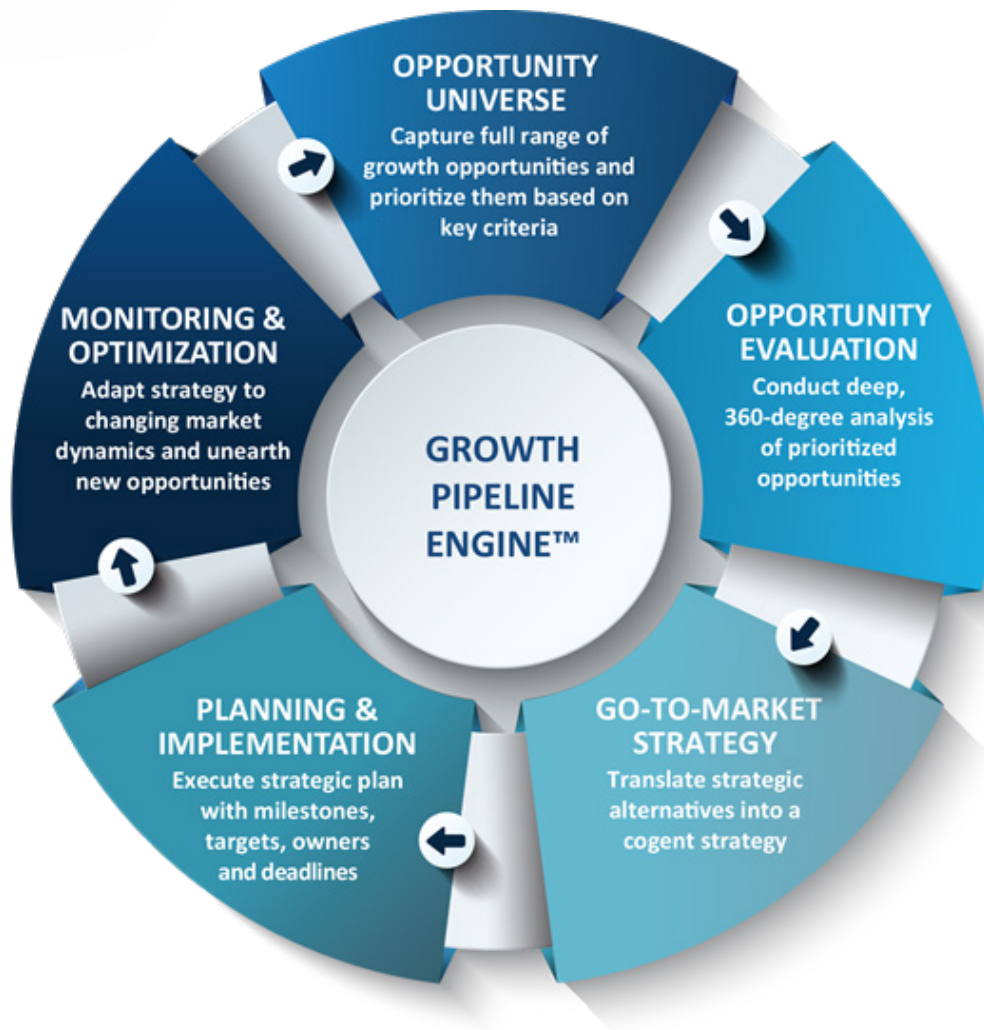 OPPORTUNITY
UNIVERSE
Capture full range of
growth opportunities and
prioritize them based on
key criteria
OPPORTUNITY
EVALUATION
Conduct deep,
360-degree analysis
of prioritized
opportunities
GO-TO-MARKET
STRATEGY
Translate strategic
alternatives into a
cogent strategy
PLANNING &
IMPLEMENTATION
Execute strategic plan
with milestones,
targets, owners
and deadlines
MONITORING &
OPTIMIZATION
Adapt strategy to
changing market
dynamics and unearth
new opportunities
GROWTH
PIPELINE
ENGINE™